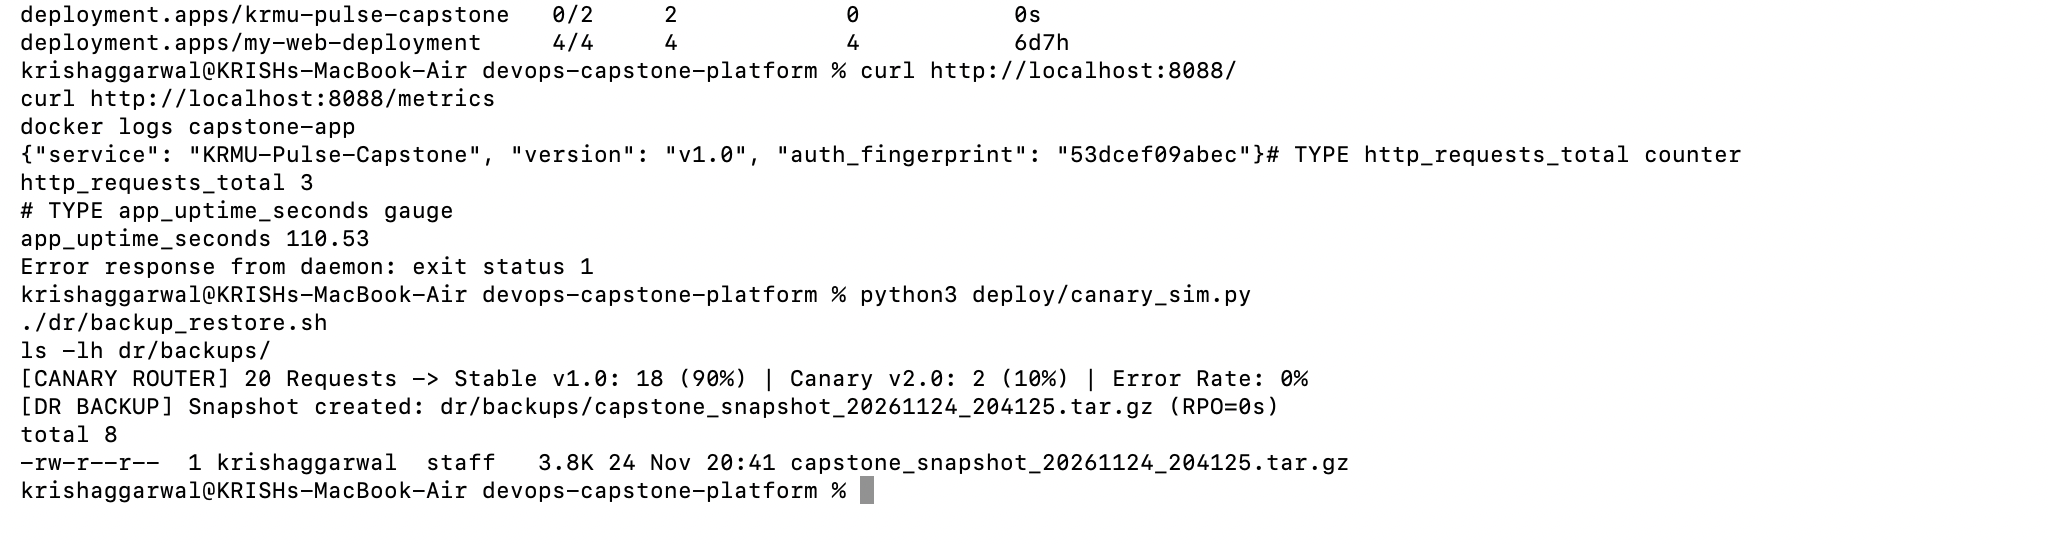 deployment.apps/krmu-pulse-capstone   0/2     2            0           0s
deployment.apps/my-web-deployment     4/4     4            4           6d7h
krishaggarwal@KRISHs-MacBook-Air devops-capstone-platform % curl http://localhost:8088/
curl http://localhost:8088/metrics
docker logs capstone-app
{"service": "KRMU-Pulse-Capstone", "version": "v1.0", "auth_fingerprint": "53dcef09abec"}# TYPE http_requests_total counter
http_requests_total 3
# TYPE app_uptime_seconds gauge
app_uptime_seconds 110.53
Error response from daemon: exit status 1
krishaggarwal@KRISHs-MacBook-Air devops-capstone-platform % python3 deploy/canary_sim.py
./dr/backup_restore.sh
ls -lh dr/backups/
[CANARY ROUTER] 20 Requests -> Stable v1.0: 18 (90%) | Canary v2.0: 2 (10%) | Error Rate: 0%
[DR BACKUP] Snapshot created: dr/backups/capstone_snapshot_20261124_204125.tar.gz (RPO=0s)
total 8
-rw-r--r--  1 krishaggarwal  staff   3.8K 24 Nov 20:41 capstone_snapshot_20261124_204125.tar.gz
krishaggarwal@KRISHs-MacBook-Air devops-capstone-platform %